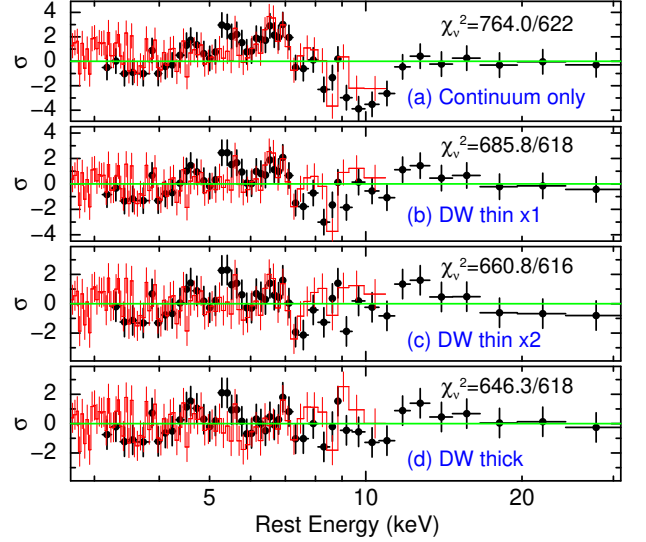 χν²=764.0/622
(a) Continuum only
σ
4
2
0
−2
−4
χν²=685.8/618
(b) DW thin x1
σ
4
2
0
−2
−4
χν²=660.8/616
(c) DW thin x2
σ
2
0
−2
χν²=646.3/618
(d) DW thick
σ
2
0
−2
5 10 20
Rest Energy (keV)